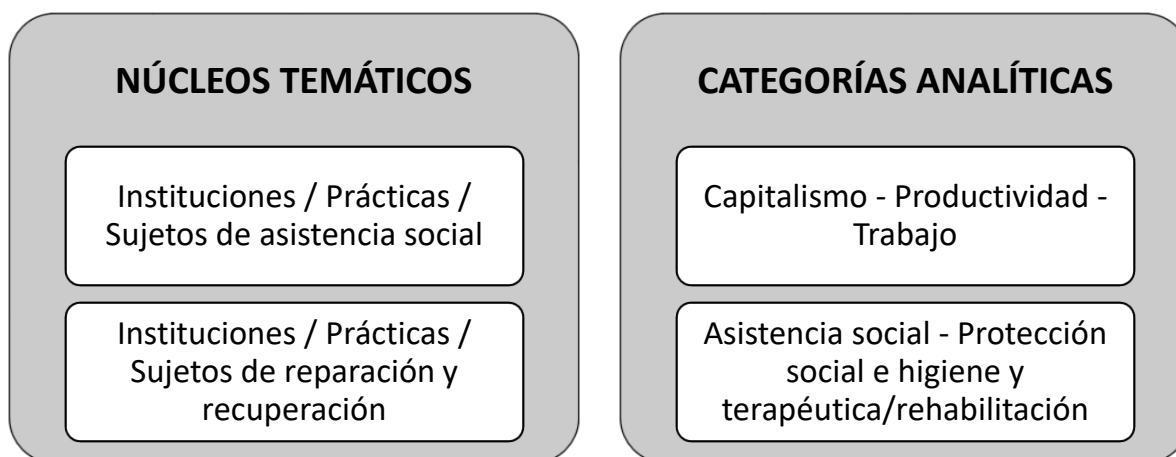 NÚCLEOS TEMÁTICOS
Instituciones / Prácticas /
Sujetos de asistencia social
Instituciones / Prácticas /
Sujetos de reparación y
recuperación
CATEGORÍAS ANALÍTICAS
Capitalismo - Productividad -
Trabajo
Asistencia social - Protección
social e higiene y
terapéutica/rehabilitación